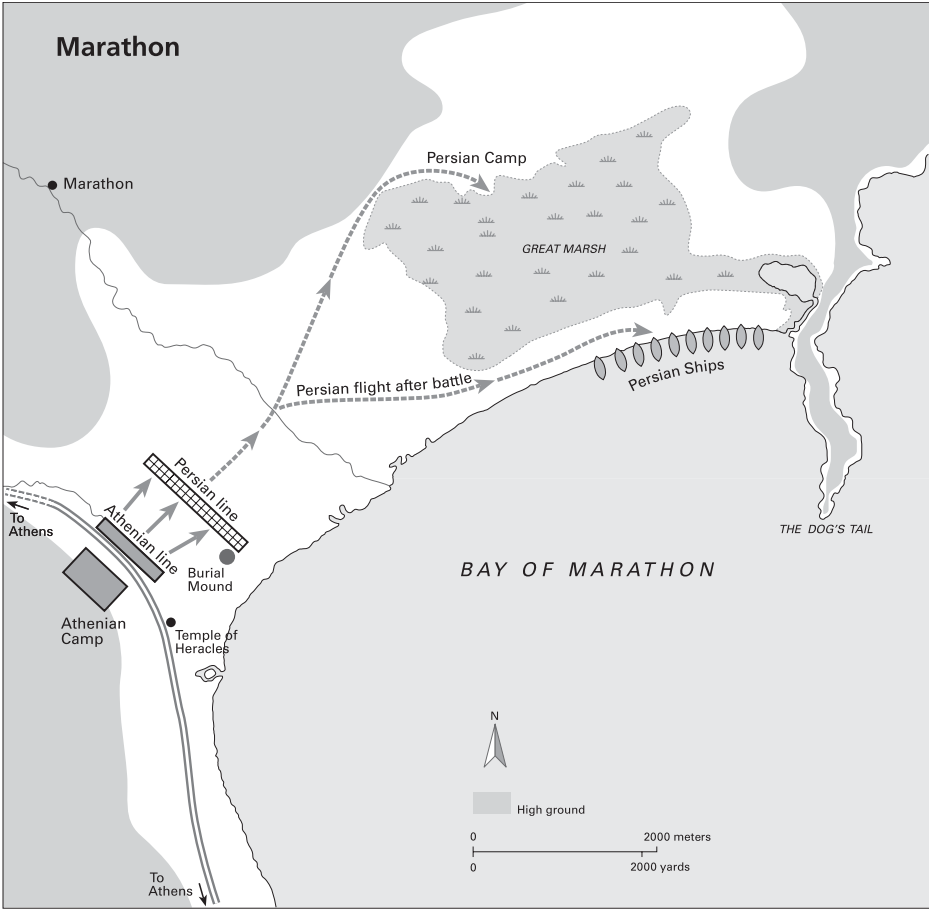 Marathon
Persian Camp
Marathon
GREAT MARSH
Persian flight after battle
Persian Ships
Persian line
To
Athens
Athenian line
THE DOG'S TAIL
Burial
Mound
BAY OF MARATHON
Athenian
Camp
Temple of
Heracles
N
High ground
0 2000 meters
0 2000 yards
To
Athens